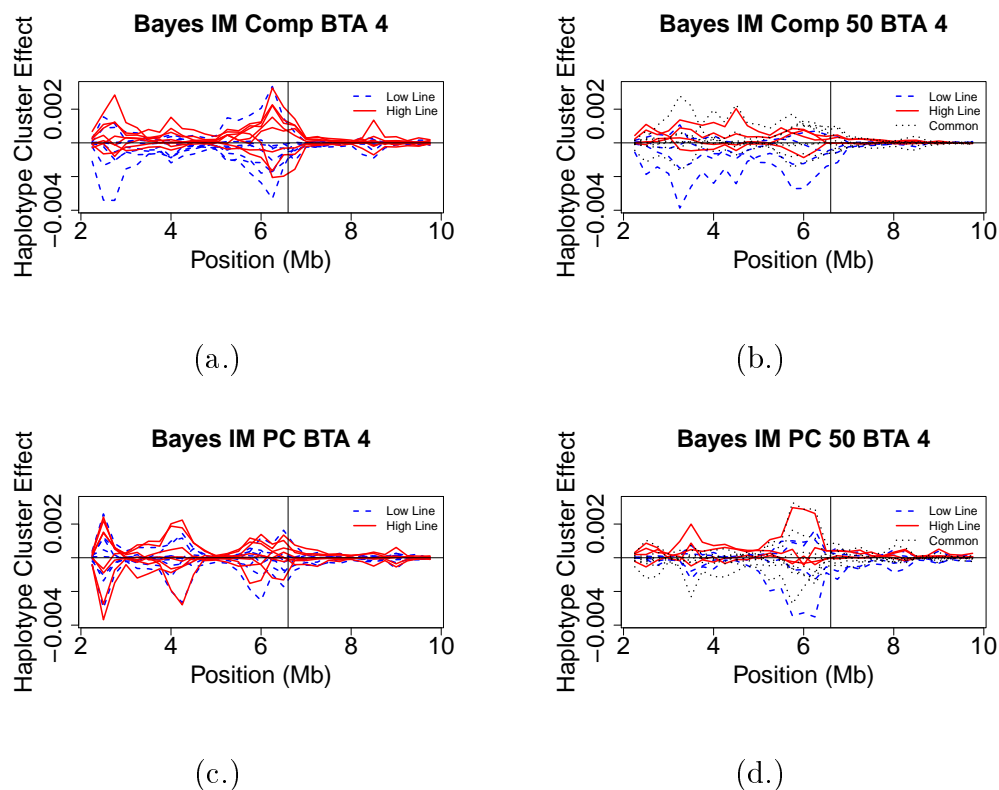 Bayes IM Comp BTA 4
Haplotype Cluster Effect
0.002
−0.004
Low Line
High Line
2 4 6 8 10
Position (Mb)
(a.)
Bayes IM Comp 50 BTA 4
Haplotype Cluster Effect
0.002
−0.004
Low Line
High Line
Common
2 4 6 8 10
Position (Mb)
(b.)
Bayes IM PC BTA 4
Haplotype Cluster Effect
0.002
−0.004
Low Line
High Line
2 4 6 8 10
Position (Mb)
(c.)
Bayes IM PC 50 BTA 4
Haplotype Cluster Effect
0.002
−0.004
Low Line
High Line
Common
2 4 6 8 10
Position (Mb)
(d.)